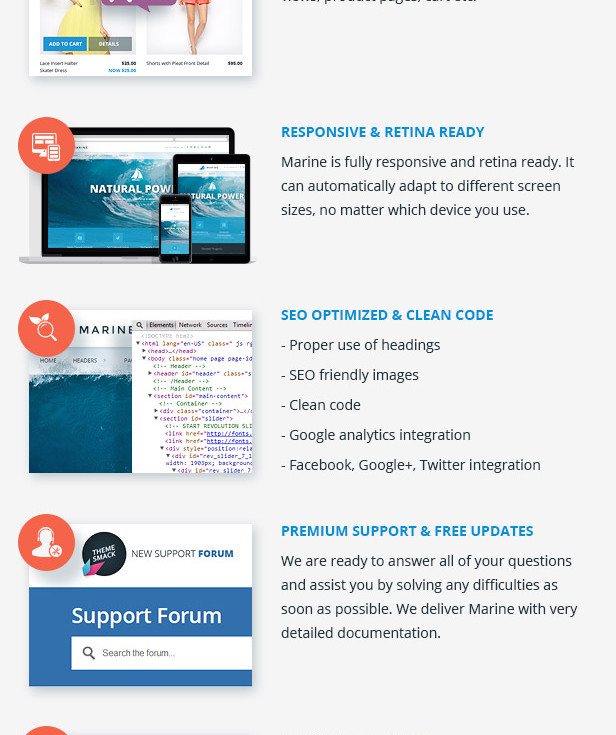 ADD TO CART DETAILS
Lace Insert Halter $35.00 Shorts with Pleat Front Detail $95.00
Skater Dress NOW $25.00
RESPONSIVE & RETINA READY
Marine is fully responsive and retina ready. It
can automatically adapt to different screen
sizes, no matter which device you use.
NATURAL POW
NATURAL POWER
SEO OPTIMIZED & CLEAN CODE
- Proper use of headings
- SEO friendly images
- Clean code
- Google analytics integration
- Facebook, Google+, Twitter integration
MARINE
HOME HEADERS
Elements Network Sources Timelin
<!DOCTYPE html>
<html lang="en-US" class=" js rg
<head>…</head>
<body class="home page page-id
<!-- Header -->
<header id="header" class="s
<!-- /Header -->
<!-- Main Content -->
<section id="main-content">
<!-- Container -->
<div class="container">…</
<section id="slider">
<!-- START REVOLUTION SLI
<link href="http://fonts.
<link href="http://fonts.
<div style="position:rela
<div id="rev_slider_7_1
width: 1903px; background
<div id="rev_slider_7
PREMIUM SUPPORT & FREE UPDATES
We are ready to answer all of your questions
and assist you by solving any difficulties as
soon as possible. We deliver Marine with very
detailed documentation.
THEME
SMACK
NEW SUPPORT FORUM
Support Forum
Search the forum...